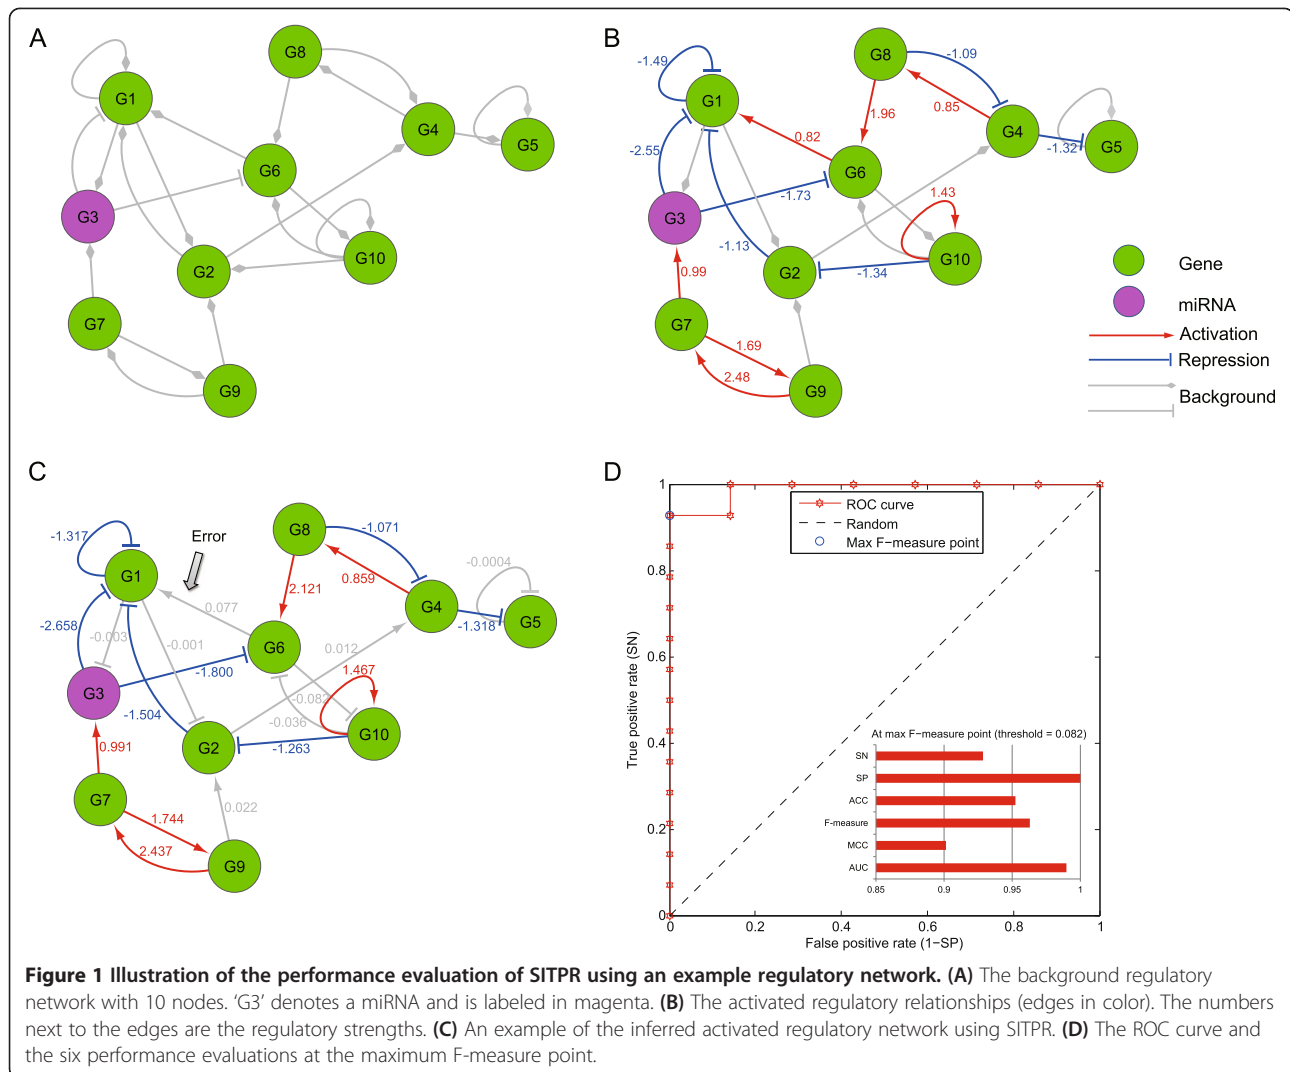 A
G8
G1
G4
G5
G6
G3
G2
G10
G7
G9
B
-1.49
G8
-1.09
G1
0.85
G4
1.96
0.82
G5
-1.32
-2.55
G6
-1.73
1.43
G3
-1.13
G10
G2
-1.34
0.99
G7
1.69
2.48
G9
Gene
miRNA
Activation
Repression
Background
C
Error
-1.317
G8
-1.071
-0.0004
G1
2.121
0.859
0.077
G4
G5
-1.318
-2.658
-0.003
-0.001
G6
0.012
-1.800
1.467
G3
-0.082
-1.504
-0.036
G10
G2
-1.263
0.991
G7
1.744
0.022
2.437
G9
D
1
0.8
0.6
0.4
0.2
0
True positive rate (SN)
ROC curve
Random
Max F−measure point
At max F−measure point (threshold = 0.082)
SN
SP
ACC
F-measure
MCC
AUC
0.85
0.9
0.95
1
0
0.2
0.4
0.6
0.8
1
False positive rate (1−SP)
Figure 1 Illustration of the performance evaluation of SITPR using an example regulatory network. (A) The background regulatory
network with 10 nodes. ‘G3’ denotes a miRNA and is labeled in magenta. (B) The activated regulatory relationships (edges in color). The numbers
next to the edges are the regulatory strengths. (C) An example of the inferred activated regulatory network using SITPR. (D) The ROC curve and
the six performance evaluations at the maximum F-measure point.